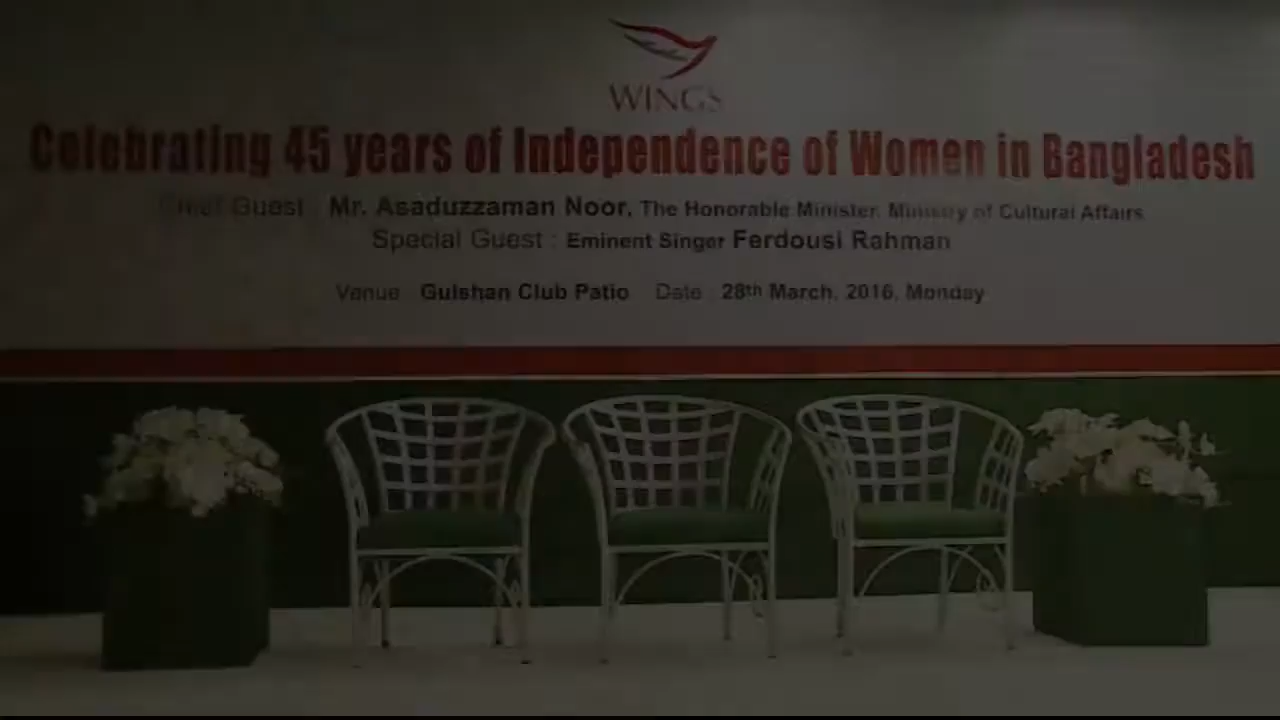 WINGS
Celebrating 45 years of Independence of Women in Bangladesh
Chief Guest : Mr. Asaduzzaman Noor, The Honorable Minister, Ministry of Cultural Affairs
Special Guest : Eminent Singer Ferdousi Rahman
Venue : Gulshan Club Patio Date : 28th March, 2016, Monday